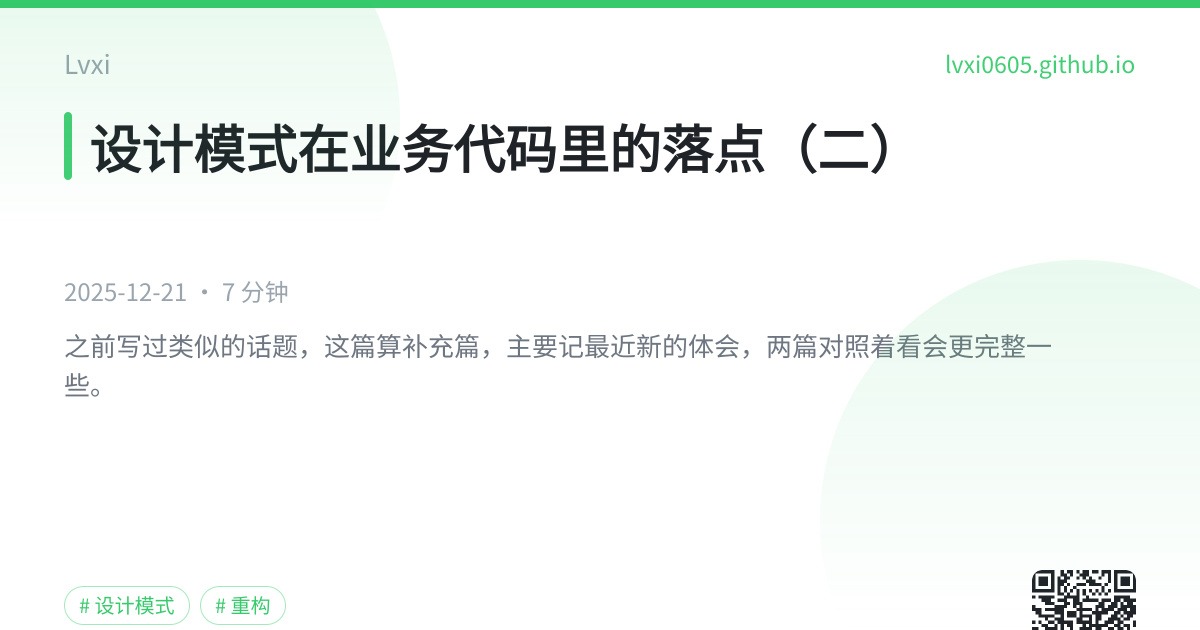 Lvxi
lvxi0605.github.io
设计模式在业务代码里的落点（二）
2025-12-21 · 7 分钟
之前写过类似的话题，这篇算补充篇，主要记最近新的体会，两篇对照着看会更完整一
些。
# 设计模式
# 重构